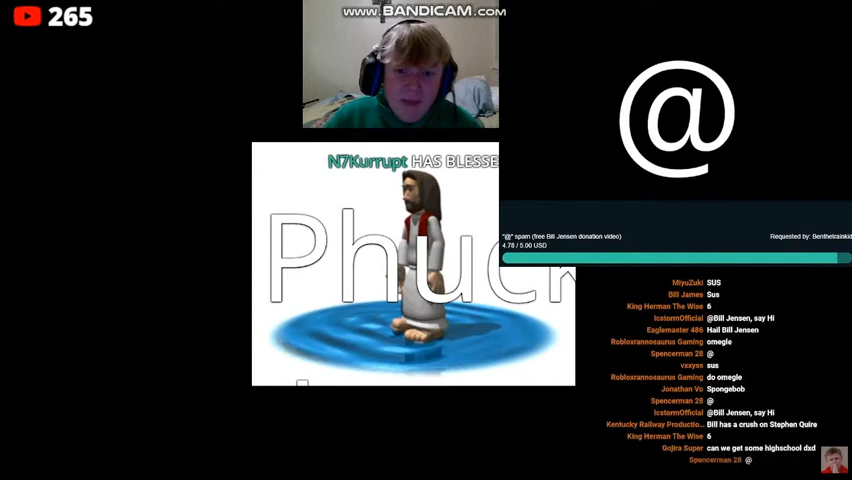 265
www.BANDICAM.com
@
N7Kurrupt HAS BLESSE
Phuck
"@" spam (free Bill Jensen donation video)
Requested by: Benthetrainkid
4.78 / 5.00 USD
MiyuZuki SUS
Bill James Sus
King Herman The Wise 6
IcstormOfficial @Bill Jensen, say Hi
Eaglemaster 486 Hail Bill Jensen
Robloxrannosaurus Gaming omegle
Spencerman 28 @
vxxyss sus
Robloxrannosaurus Gaming do omegle
Jonathan Vo Spongebob
Spencerman 28 @
IcstormOfficial @Bill Jensen, say Hi
Kentucky Railway Productio... Bill has a crush on Stephen Quire
King Herman The Wise 6
Gojira Super can we get some highschool dxd
Spencerman 28 @